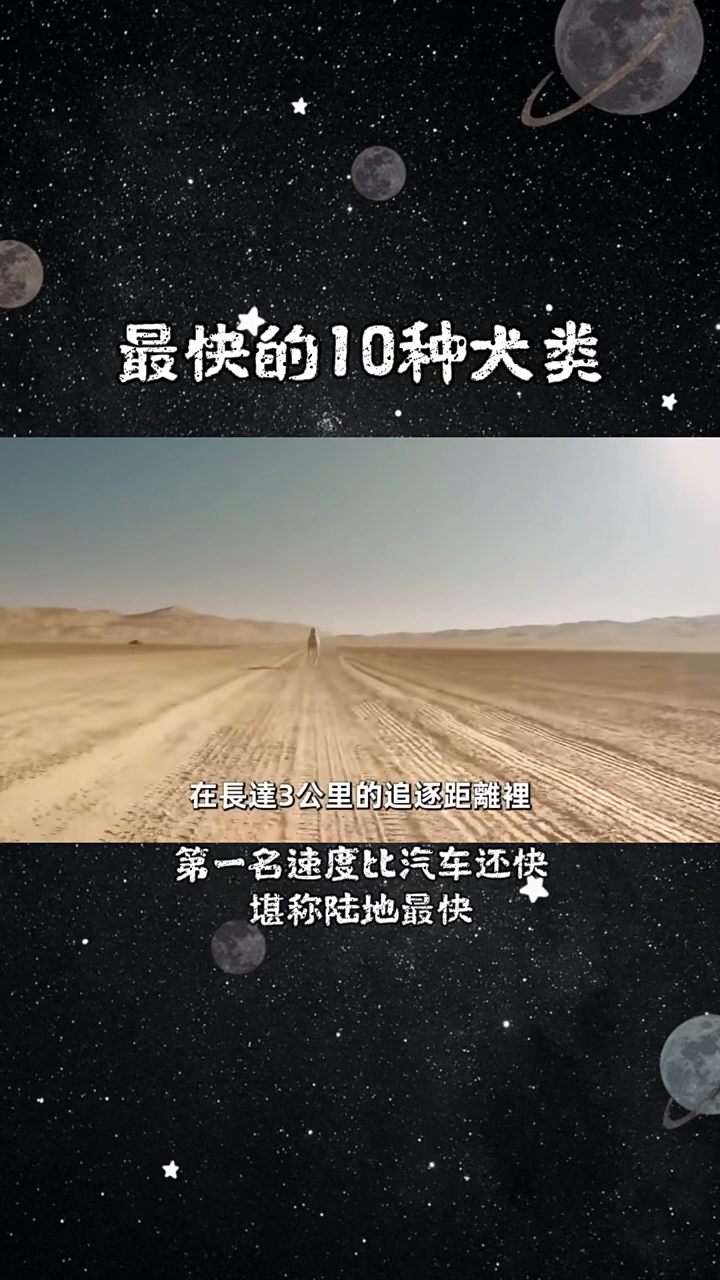 最快的10种犬类
在長達3公里的追逐距離裡
第一名速度比汽车还快
堪称陆地最快